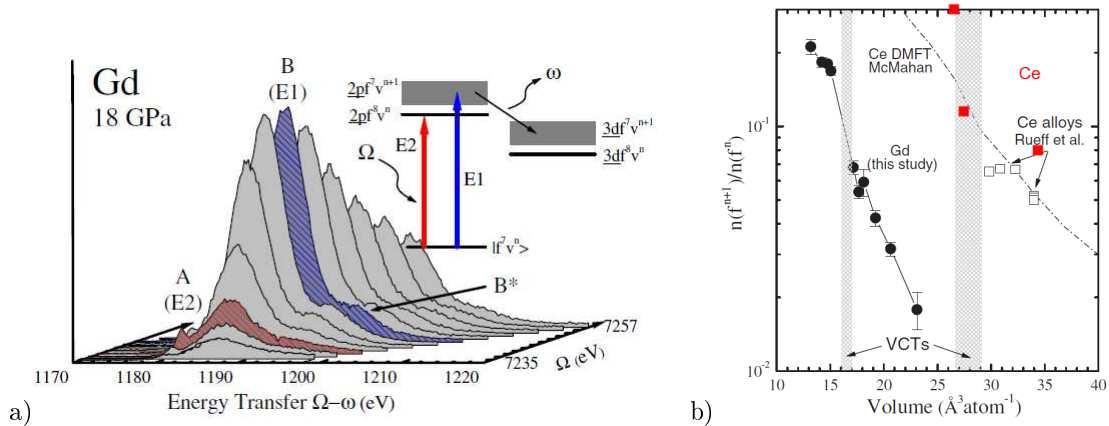 Gd
18 GPa
B
(E1)
A
(E2)
B*
ω
Ω
E2
E1
2pf⁷vⁿ⁺¹
2pf⁸vⁿ
3df⁷vⁿ⁺¹
3df⁸vⁿ
|f⁷vⁿ>
7257
7235
Ω (eV)
1170 1180 1190 1200 1210 1220
Energy Transfer Ω−ω (eV)
a)
n(fⁿ⁺¹)/n(fⁿ)
10⁻¹
10⁻²
Ce DMFT
McMahan
Ce
Ce alloys
Rueff et al.
Gd
(this study)
VCTs
10 15 20 25 30 35 40
Volume (Å³atom⁻¹)
b)